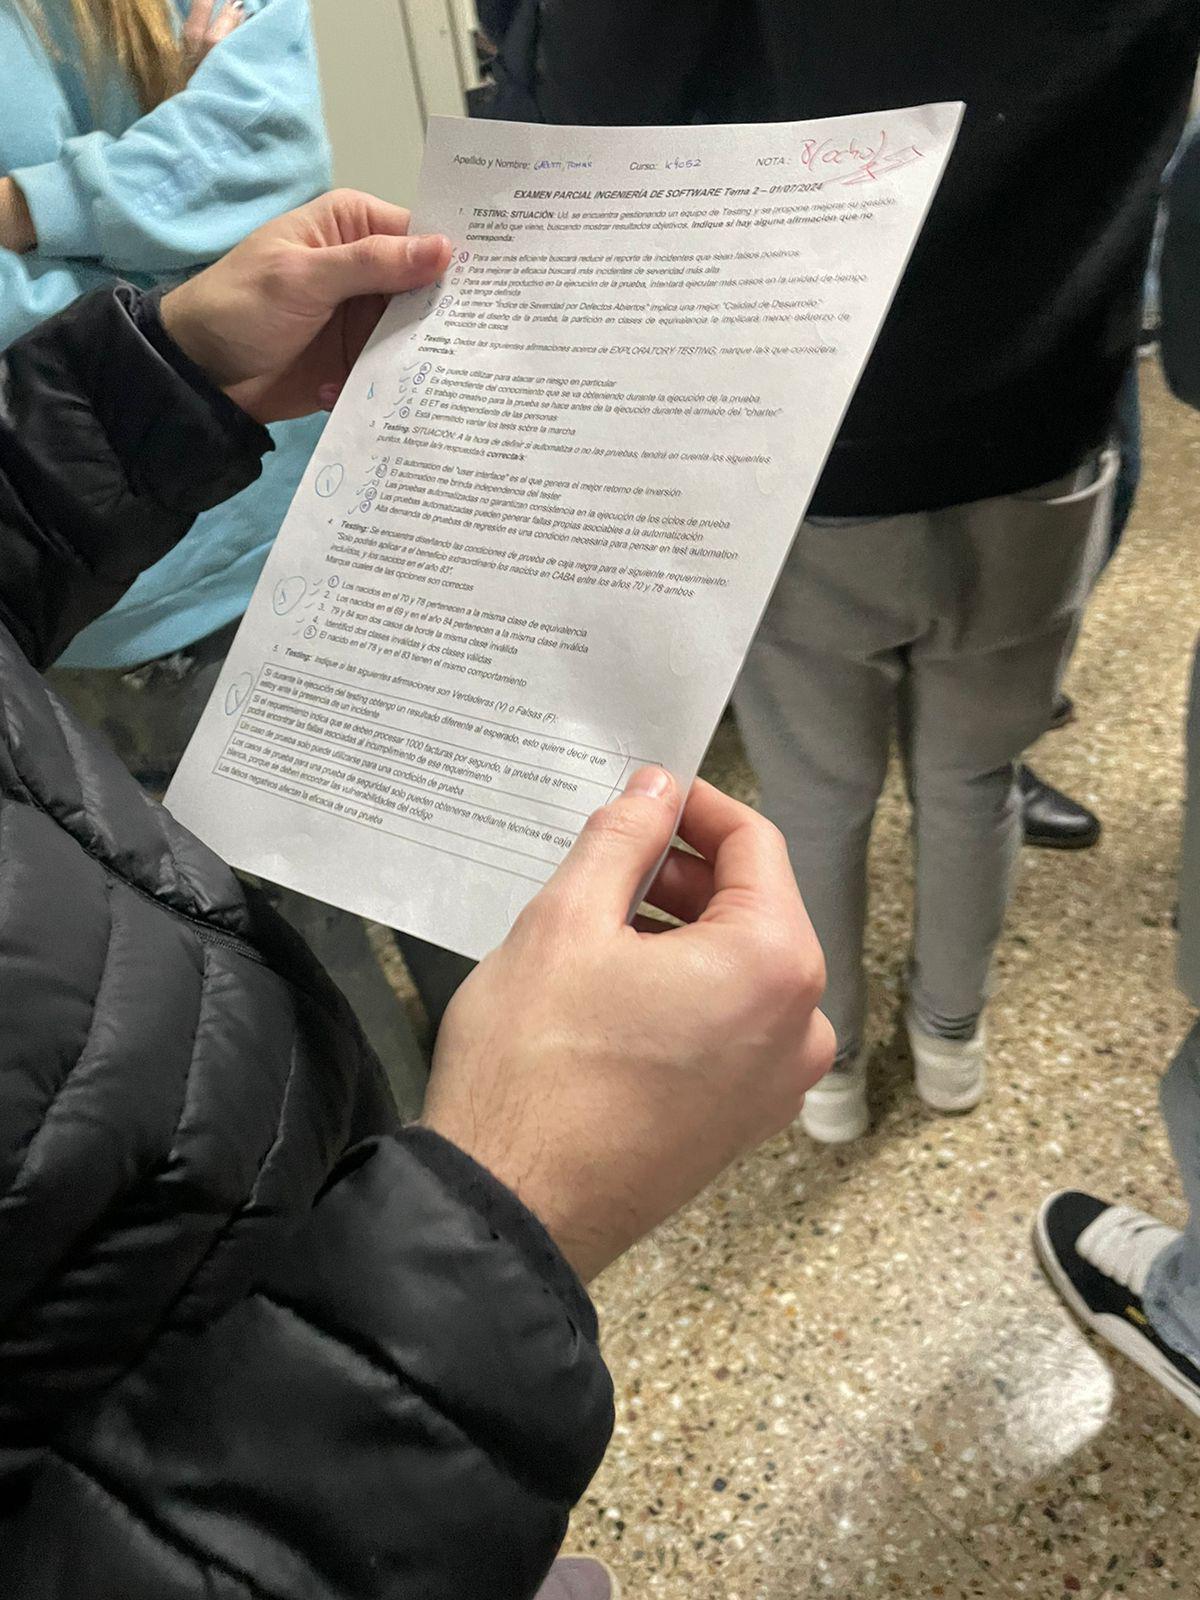 Apellido y Nombre: TOMÁS Curso: K4052 NOTA: 8 (ocho)
EXAMEN PARCIAL INGENIERÍA DE SOFTWARE Tema 2 – 01/07/2024
1. TESTING: SITUACIÓN: Ud. se encuentra gestionando un equipo de Testing y se propone mejorar su gestión
para el año que viene, buscando mostrar resultados objetivos. Indique si hay alguna afirmación que no
corresponda:
A) Para ser más eficiente buscará reducir el reporte de incidentes que sean falsos positivos
B) Para mejorar la eficacia buscará más incidentes de severidad más alta
C) Para ser más productivo en la ejecución de la prueba, intentará ejecutar más casos en la unidad de tiempo
que tenga definida
D) A un menor "Índice de Severidad por Defectos Abiertos" implica una mejor "Calidad de Desarrollo"
E) Durante el diseño de la prueba, la partición en clases de equivalencia le implicará menor esfuerzo de
ejecución de casos
2. Testing. Dadas las siguientes afirmaciones acerca de EXPLORATORY TESTING, marque la/s que considera
correcta/s:
a Se puede utilizar para atacar un riesgo en particular
b Es dependiente del conocimiento que se va obteniendo durante la ejecución de la prueba
c. El trabajo creativo para la prueba se hace antes de la ejecución durante el armado del "charter"
d. El ET es independiente de las personas
e Está permitido variar los tests sobre la marcha
3. Testing. SITUACIÓN: A la hora de definir si automatiza o no las pruebas, tendrá en cuenta los siguientes
puntos. Marque la/s respuesta/s correcta/s:
a) El automation del "user interface" es el que genera el mejor retorno de inversión
b) El automation me brinda independencia del tester
c) Las pruebas automatizadas no garantizan consistencia en la ejecución de los ciclos de prueba
d) Las pruebas automatizadas pueden generar fallas propias asociables a la automatización
e Alta demanda de pruebas de regresión es una condición necesaria para pensar en test automation
4. Testing: Se encuentra diseñando las condiciones de prueba de caja negra para el siguiente requerimiento:
"Solo podrán aplicar a el beneficio extraordinario los nacidos en CABA entre los años 70 y 78 ambos
incluidos, y los nacidos en el año 83".
Marque cuales de las opciones son correctas
1. Los nacidos en el 70 y 78 pertenecen a la misma clase de equivalencia
2. Los nacidos en el 69 y en el año 84 pertenecen a la misma clase inválida
3. 79 y 84 son dos casos de borde la misma clase inválida
4. Identificó dos clases inválidas y dos clases válidas
5. El nacido en el 78 y en el 83 tienen el mismo comportamiento
5. Testing: Indique si las siguientes afirmaciones son Verdaderas (V) o Falsas (F):
Si durante la ejecución del testing obtengo un resultado diferente al esperado, esto quiere decir que
estoy ante la presencia de un incidente
Si el requerimiento indica que se deben procesar 1000 facturas por segundo, la prueba de stress
podrá encontrar las fallas asociadas al incumplimiento de ese requerimiento
Un caso de prueba solo puede utilizarse para una condición de prueba
Los casos de prueba para una prueba de seguridad solo pueden obtenerse mediante técnicas de caja
blanca, porque se deben encontrar las vulnerabilidades del código
Los falsos negativos afectan la eficacia de una prueba